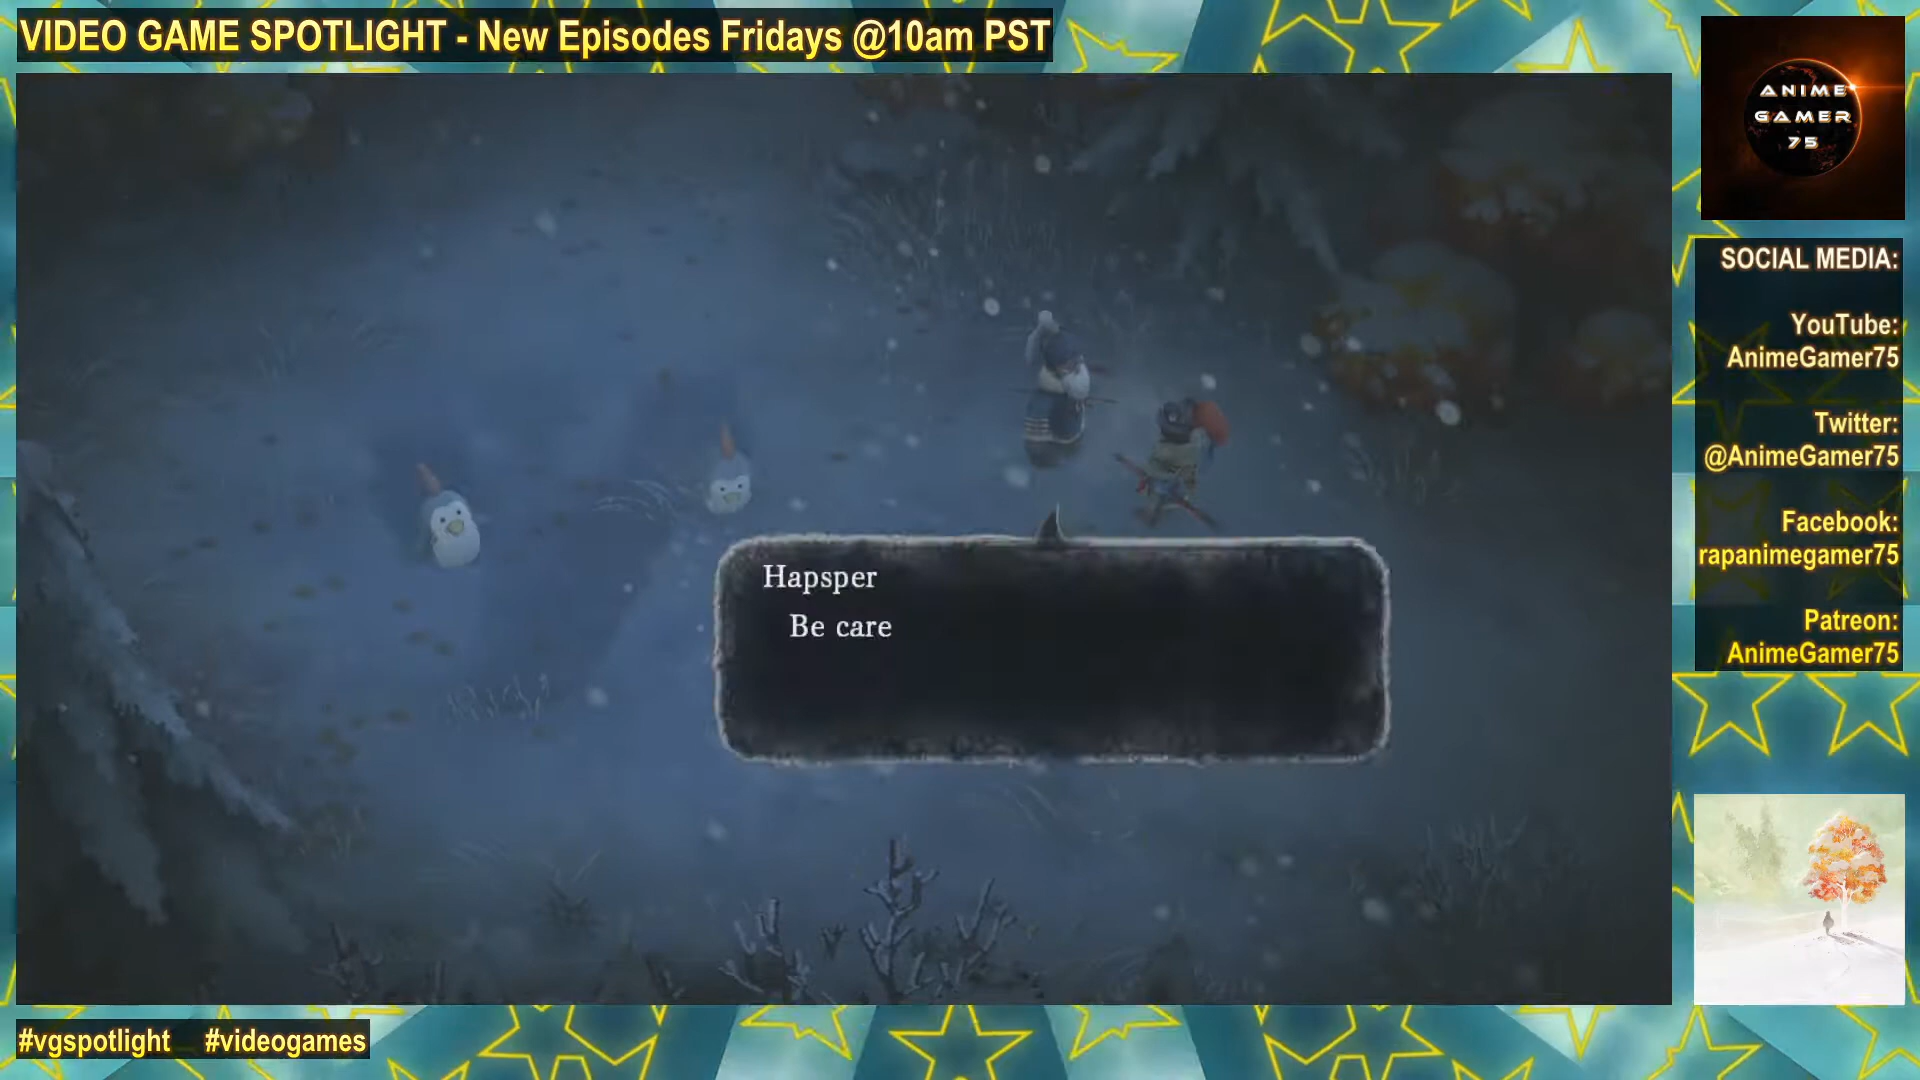 VIDEO GAME SPOTLIGHT - New Episodes Fridays @10am PST
ANIME
GAMER
75
SOCIAL MEDIA:
YouTube:
AnimeGamer75
Twitter:
@AnimeGamer75
Facebook:
rapanimegamer75
Patreon:
AnimeGamer75
Hapsper
Be care
#vgspotlight #videogames